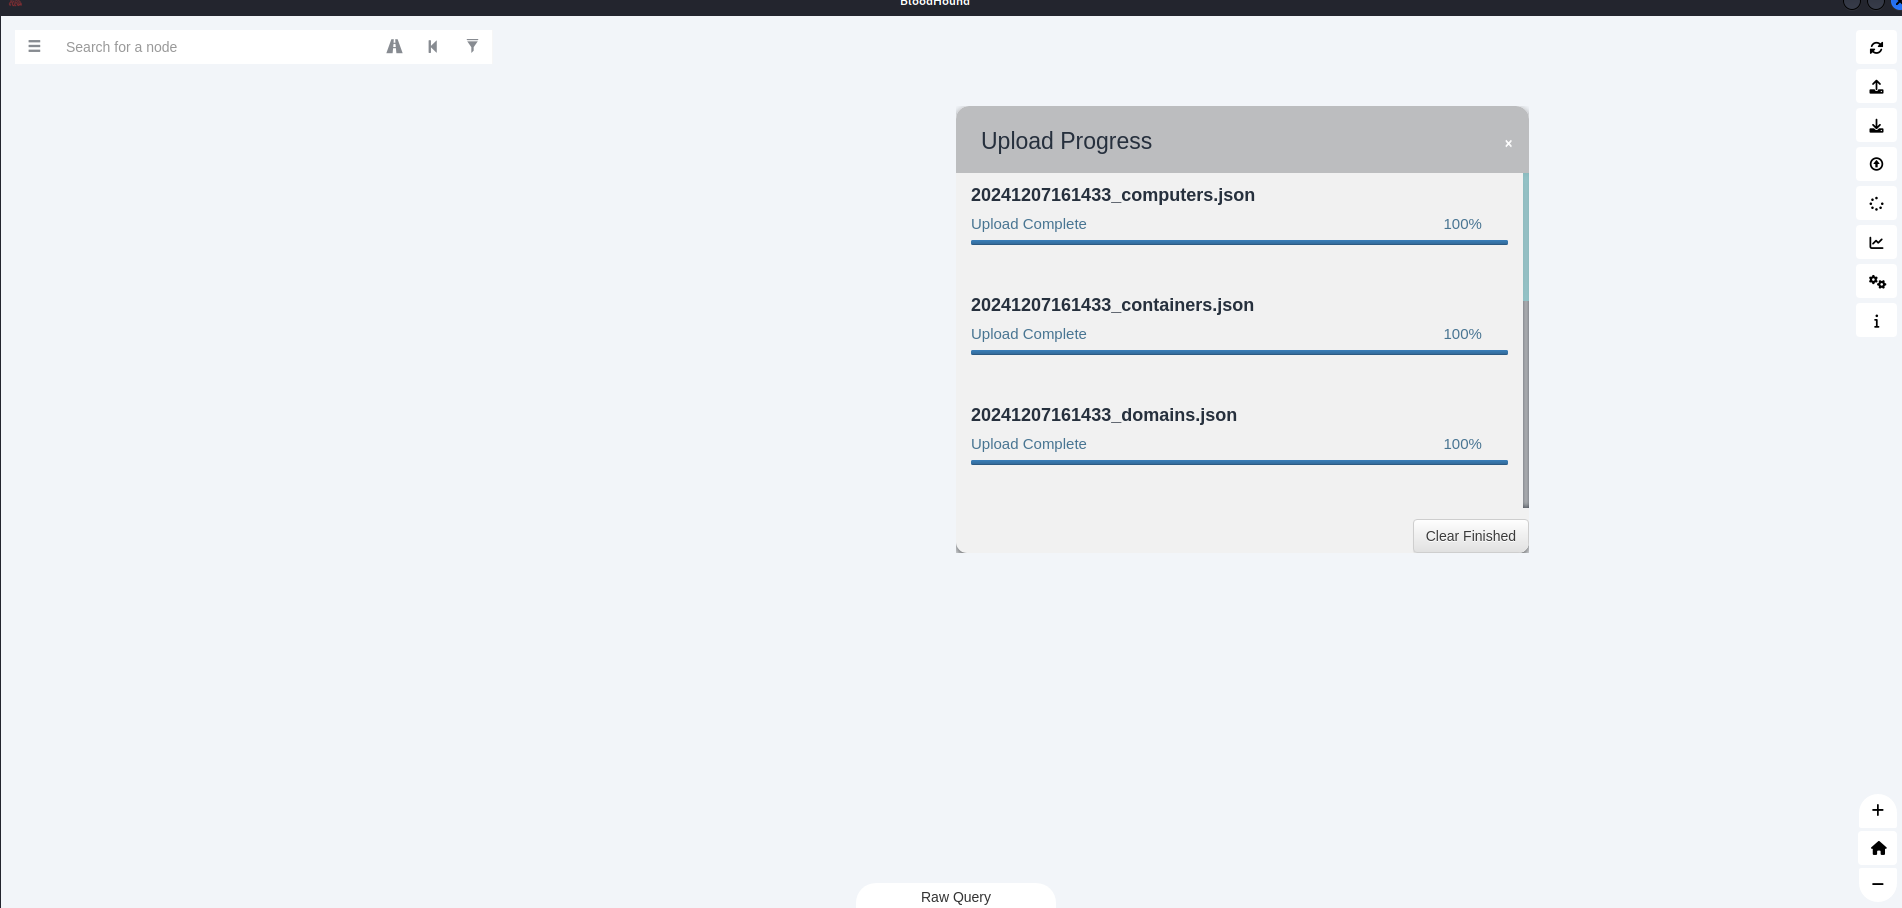 BloodHound
Search for a node
Upload Progress
×
20241207161433_computers.json
Upload Complete 100%
20241207161433_containers.json
Upload Complete 100%
20241207161433_domains.json
Upload Complete 100%
Clear Finished
Raw Query